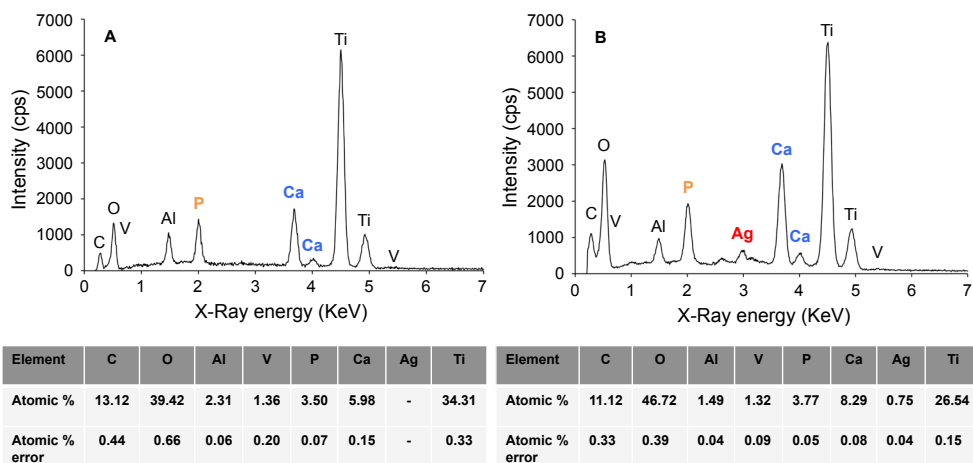 A
7000
6000
5000
4000
3000
2000
1000
0
Intensity (cps)
C
O
V
Al
P
Ca
Ca
Ti
Ti
V
0 1 2 3 4 5 6 7
X-Ray energy (KeV)
B
7000
6000
5000
4000
3000
2000
1000
0
Intensity (cps)
C
O
V
Al
P
Ag
Ca
Ca
Ti
Ti
V
0 1 2 3 4 5 6 7
X-Ray energy (KeV)
Element C O Al V P Ca Ag Ti
Atomic % 13.12 39.42 2.31 1.36 3.50 5.98 - 34.31
Atomic % 0.44 0.66 0.06 0.20 0.07 0.15 - 0.33
error
Element C O Al V P Ca Ag Ti
Atomic % 11.12 46.72 1.49 1.32 3.77 8.29 0.75 26.54
Atomic % 0.33 0.39 0.04 0.09 0.05 0.08 0.04 0.15
error